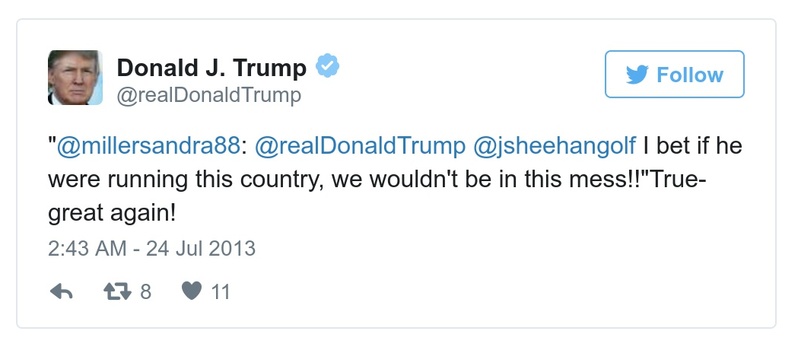 Donald J. Trump
Follow
@realDonaldTrump
"@millersandra88: @realDonaldTrump @jsheehangolf I bet if he
were running this country, we wouldn't be in this mess!!"True-
great again!
2:43 AM - 24 Jul 2013
8 11